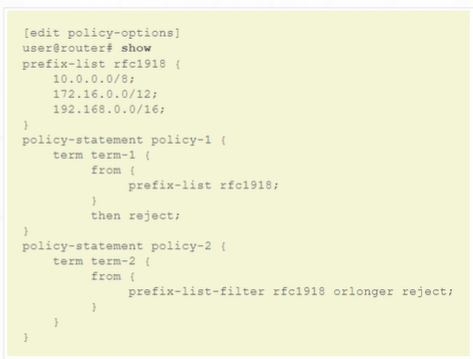 [edit policy-options]
user@router# show
prefix-list rfc1918 {
    10.0.0.0/8;
    172.16.0.0/12;
    192.168.0.0/16;
}
policy-statement policy-1 {
    term term-1 {
        from {
            prefix-list rfc1918;
        }
        then reject;
}
policy-statement policy-2 {
    term term-2 {
        from {
            prefix-list-filter rfc1918 orlonger reject;
        }
    }
}